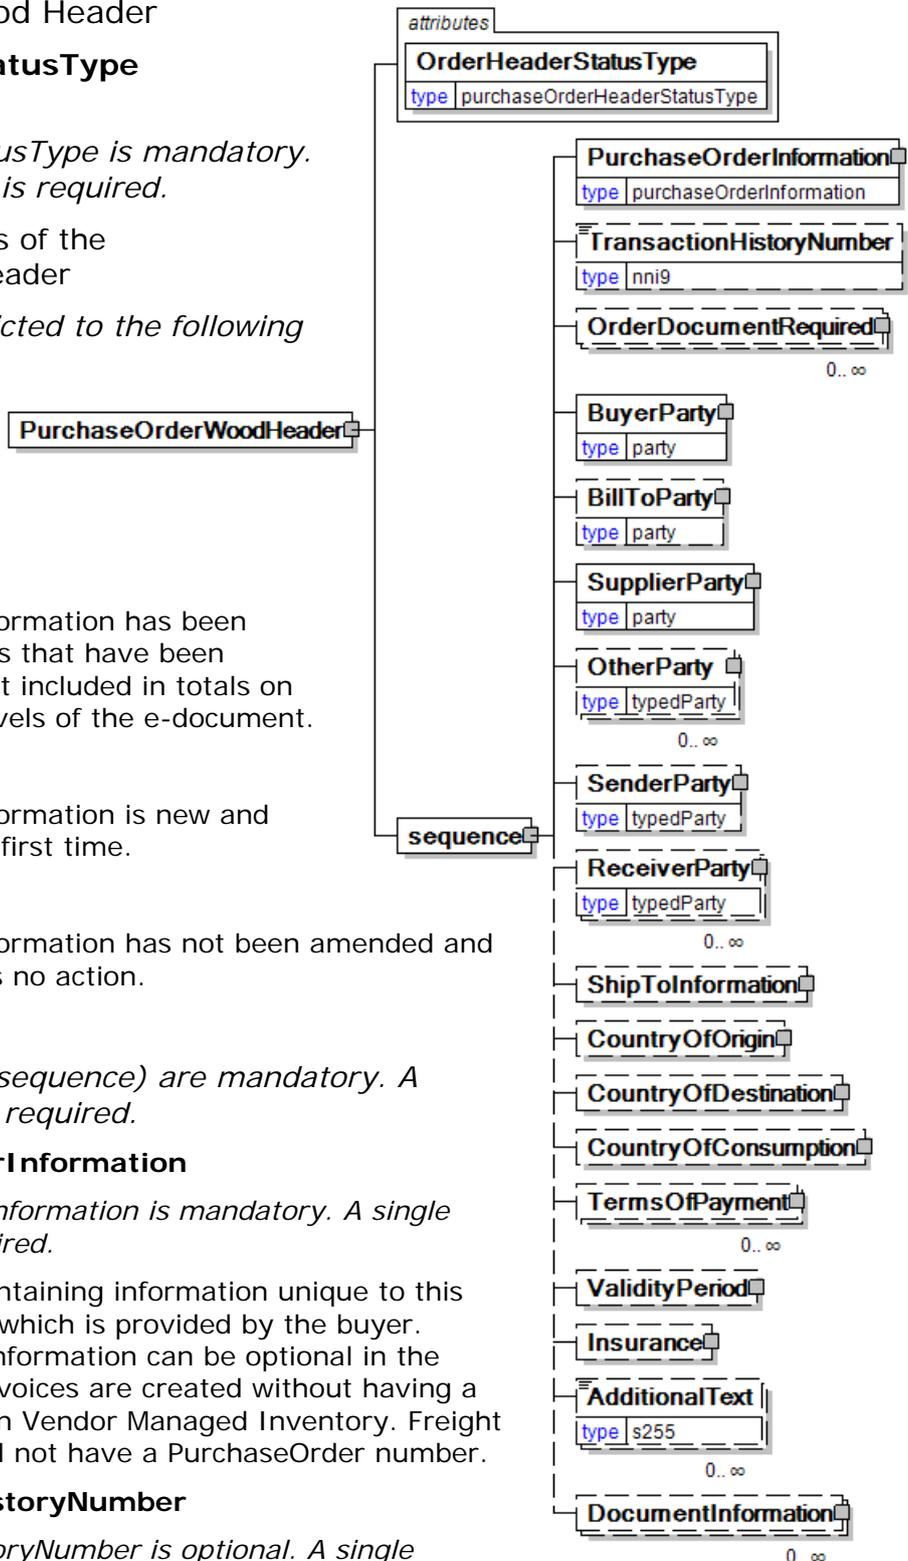 od Header
atusType
usType is mandatory.
is required.
s of the
eader
icted to the following
ormation has been
s that have been
t included in totals on
vels of the e-document.
ormation is new and
first time.
ormation has not been amended and
s no action.
sequence) are mandatory. A
required.
rInformation
nformation is mandatory. A single
ired.
ntaining information unique to this
which is provided by the buyer.
nformation can be optional in the
voices are created without having a
n Vendor Managed Inventory. Freight
l not have a PurchaseOrder number.
storyNumber
oryNumber is optional. A single
PurchaseOrderWoodHeader
attributes
OrderHeaderStatusType
type purchaseOrderHeaderStatusType
sequence
PurchaseOrderInformation
type purchaseOrderInformation
TransactionHistoryNumber
type nni9
OrderDocumentRequired
0.. ∞
BuyerParty
type party
BillToParty
type party
SupplierParty
type party
OtherParty
type typedParty
0.. ∞
SenderParty
type typedParty
ReceiverParty
type typedParty
0.. ∞
ShipToInformation
CountryOfOrigin
CountryOfDestination
CountryOfConsumption
TermsOfPayment
0.. ∞
ValidityPeriod
Insurance
AdditionalText
type s255
0.. ∞
DocumentInformation
0.. ∞